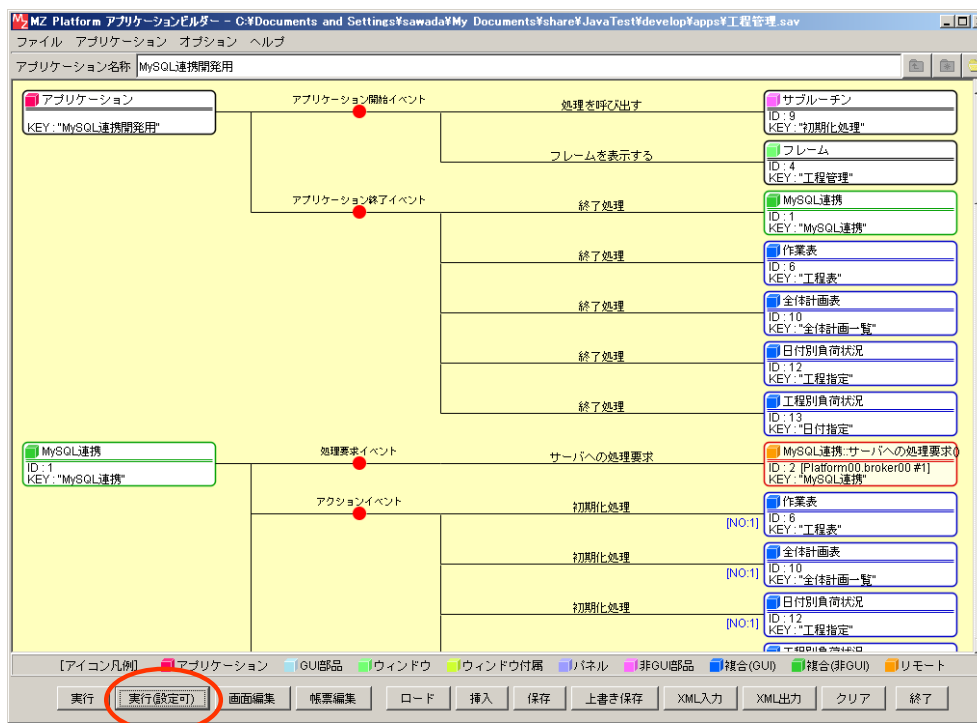 MZ Platform アプリケーションビルダー - C:¥Documents and Settings¥sawada¥My Documents¥share¥JavaTest¥develop¥apps¥工程管理.sav
ファイル アプリケーション オプション ヘルプ
アプリケーション名称 MySQL連携開発用
アプリケーション
KEY:"MySQL連携開発用"
アプリケーション開始イベント
処理を呼び出す
サブルーチン
ID:9
KEY:"初期化処理"
フレームを表示する
フレーム
ID:4
KEY:"工程管理"
アプリケーション終了イベント
終了処理
MySQL連携
ID:1
KEY:"MySQL連携"
終了処理
作業表
ID:6
KEY:"工程表"
終了処理
全体計画表
ID:10
KEY:"全体計画一覧"
終了処理
日付別負荷状況
ID:12
KEY:"工程指定"
終了処理
工程別負荷状況
ID:13
KEY:"日付指定"
MySQL連携
ID:1
KEY:"MySQL連携"
処理要求イベント
サーバへの処理要求
MySQL連携::サーバへの処理要求()
ID:2 [Platform00.broker00 #1]
KEY:"MySQL連携"
アクションイベント
初期化処理
[NO:1]
作業表
ID:6
KEY:"工程表"
初期化処理
[NO:1]
全体計画表
ID:10
KEY:"全体計画一覧"
初期化処理
[NO:1]
日付別負荷状況
ID:12
KEY:"工程指定"
工程別負荷状況
[アイコン凡例] アプリケーション GUI部品 ウィンドウ ウィンドウ付属 パネル 非GUI部品 複合(GUI) 複合(非GUI) リモート
実行 実行(設定可) 画面編集 帳票編集 ロード 挿入 保存 上書き保存 XML入力 XML出力 クリア 終了